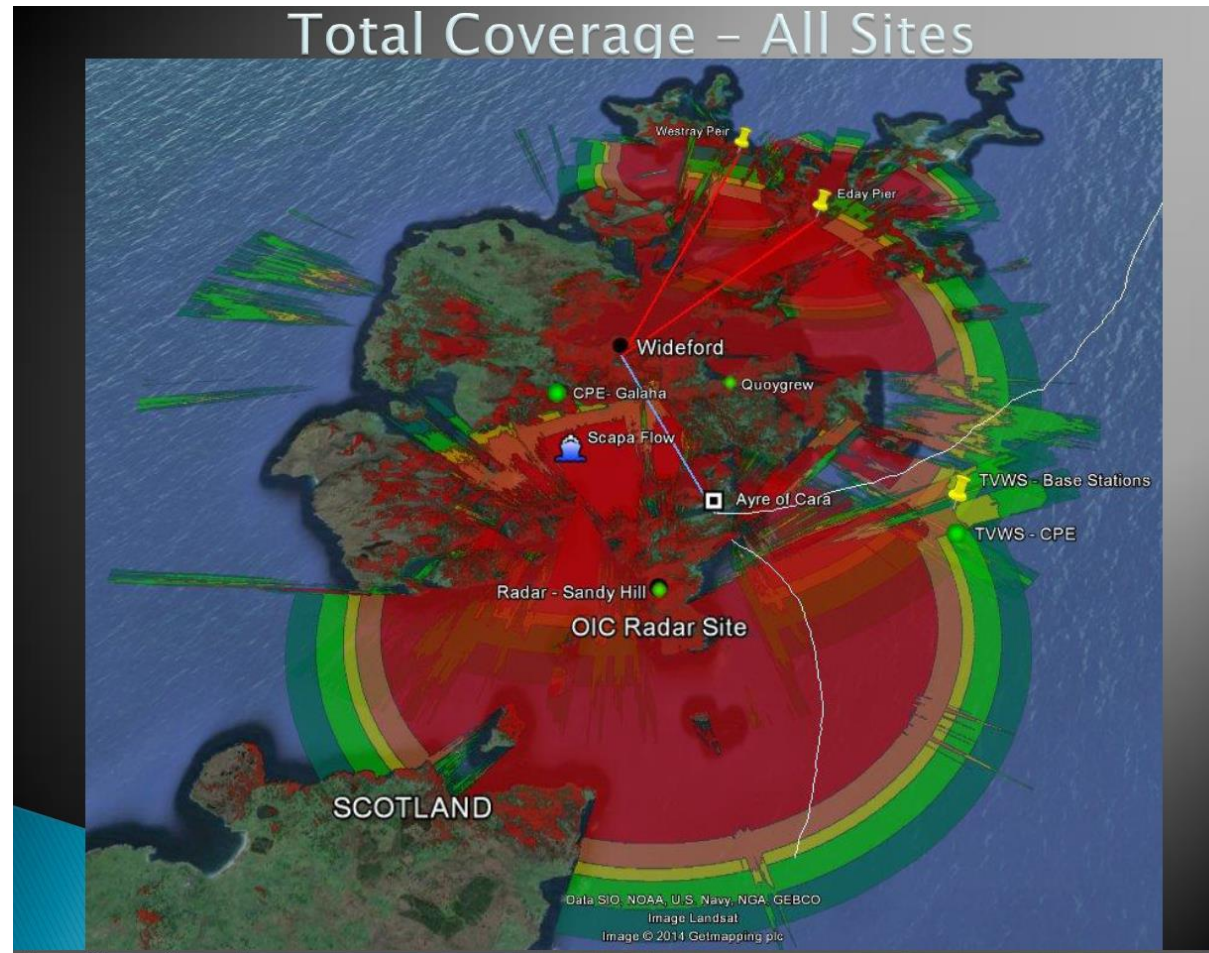 Total Coverage – All Sites
Westray Peir
Eday Pier
Wideford
CPE- Galaha
Quoygrew
Scapa Flow
TVWS - Base Stations
Ayre of Cara
TVWS - CPE
Radar - Sandy Hill
OIC Radar Site
SCOTLAND
Data SIO, NOAA, U.S. Navy, NGA, GEBCO
Image Landsat
Image © 2014 Getmapping plc